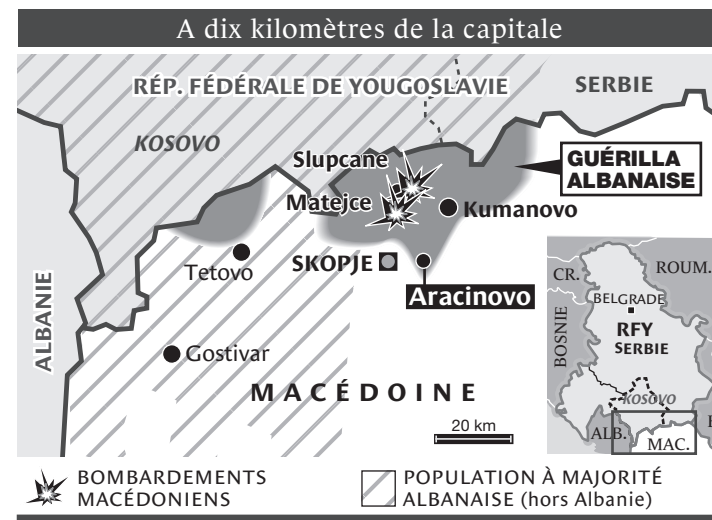 A dix kilomètres de la capitale
RÉP. FÉDÉRALE DE YOUGOSLAVIE
SERBIE
KOSOVO
Slupcane
GUÉRILLA
ALBANAISE
Matejce
Kumanovo
SKOPJE
Tetovo
Aracinovo
ALBANIE
Gostivar
MACÉDOINE
20 km
CR.
ROUM.
BELGRADE
BOSNIE
RFY
SERBIE
KOSOVO
ALB.
MAC.
BOMBARDEMENTS
MACÉDONIENS
POPULATION À MAJORITÉ
ALBANAISE (hors Albanie)